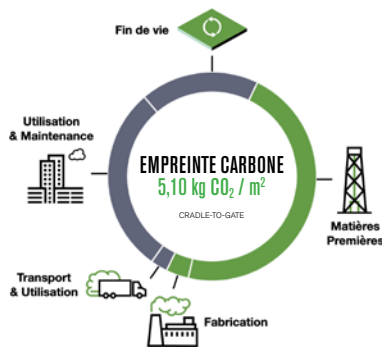 Fin de vie
Utilisation
& Maintenance
EMPREINTE CARBONE
5,10 kg CO₂ / m²
CRADLE-TO-GATE
Matières
Premières
Transport
& Utilisation
Fabrication